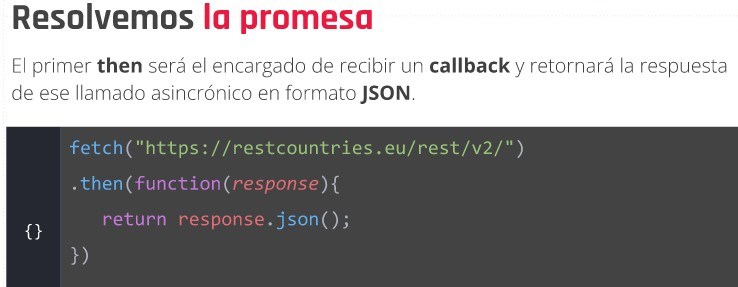 Resolvemos la promesa
El primer then será el encargado de recibir un callback y retornará la respuesta
de ese llamado asincrónico en formato JSON.
fetch("https://restcountries.eu/rest/v2/")
.then(function(response){
return response.json();
{}
})